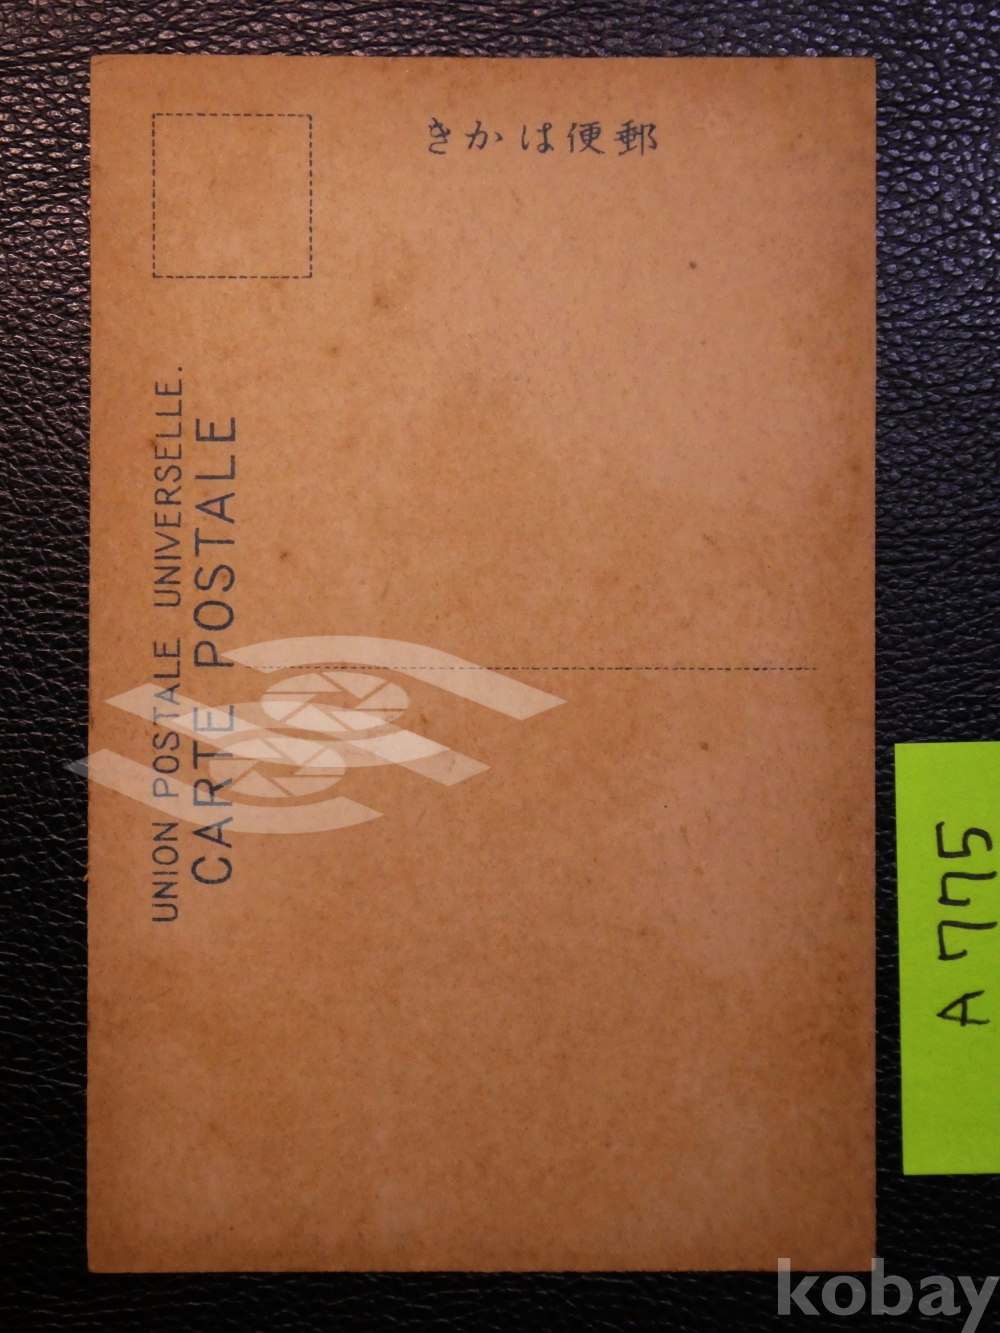 きかは便郵
UNION POSTALE UNIVERSELLE.
CARTE POSTALE
A 775
kobay